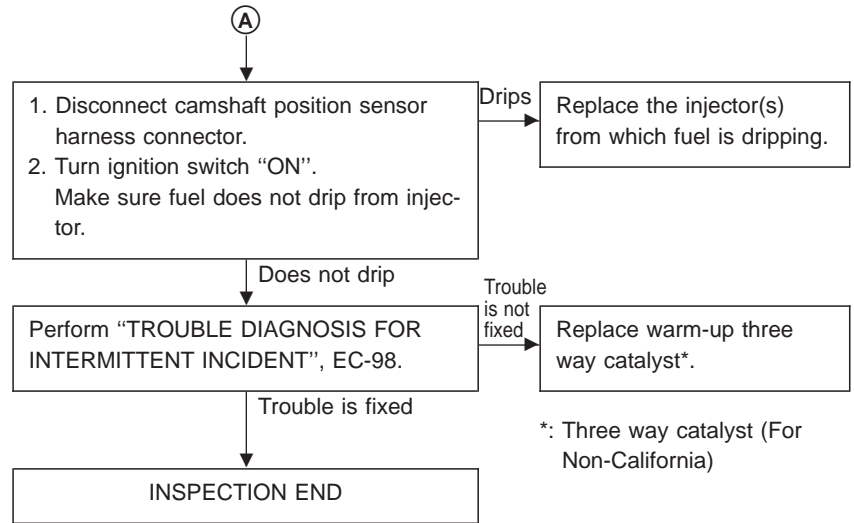 A
1. Disconnect camshaft position sensor
harness connector.
2. Turn ignition switch “ON”.
Make sure fuel does not drip from injec-
tor.
Drips
Replace the injector(s)
from which fuel is dripping.
Does not drip
Perform “TROUBLE DIAGNOSIS FOR
INTERMITTENT INCIDENT”, EC-98.
Trouble
is not
fixed
Replace warm-up three
way catalyst*.
Trouble is fixed
*: Three way catalyst (For
Non-California)
INSPECTION END